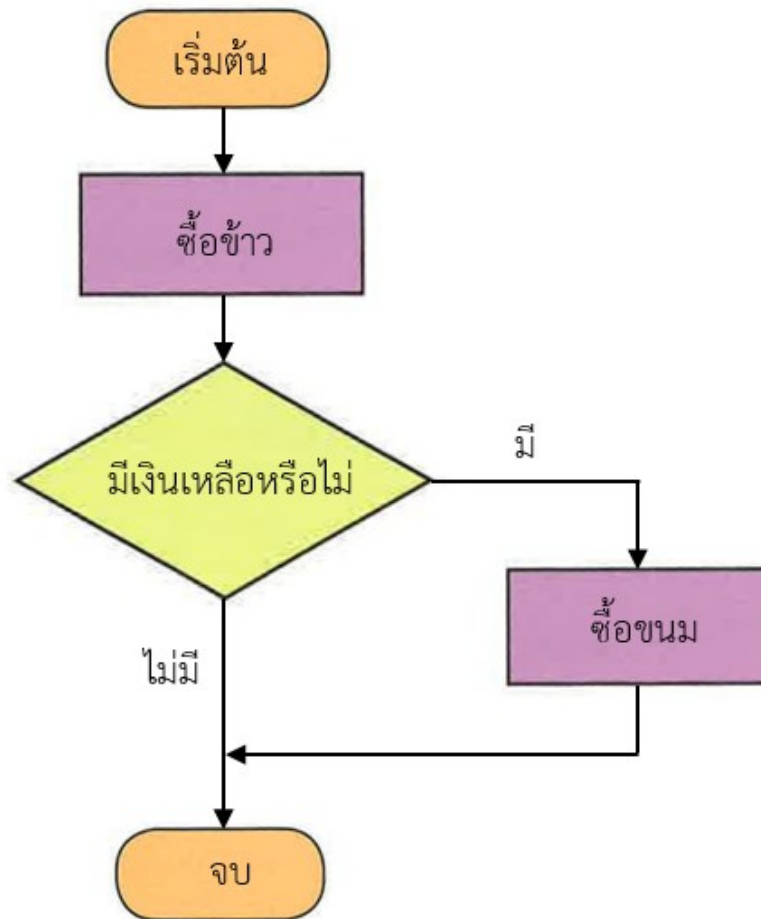 เริ่มต้น
ซื้อข้าว
มีเงินเหลือหรือไม่
มี
ซื้อขนม
ไม่มี
จบ